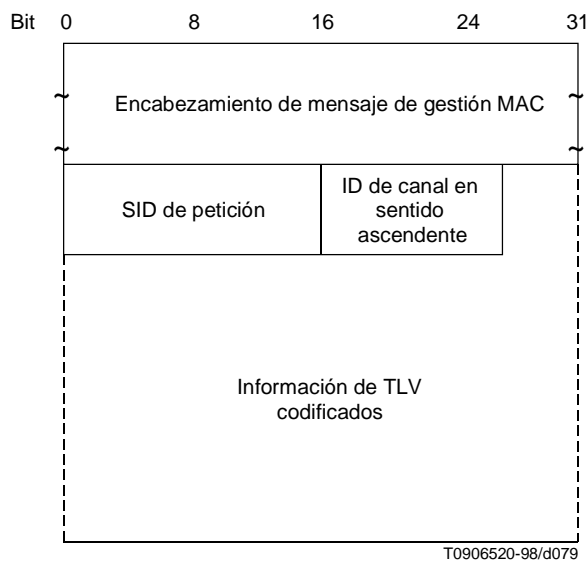 Bit 0 8 16 24 31
~ ~
Encabezamiento de mensaje de gestión MAC
~ ~
SID de petición
ID de canal en
sentido
ascendente
Información de TLV
codificados
T0906520-98/d079